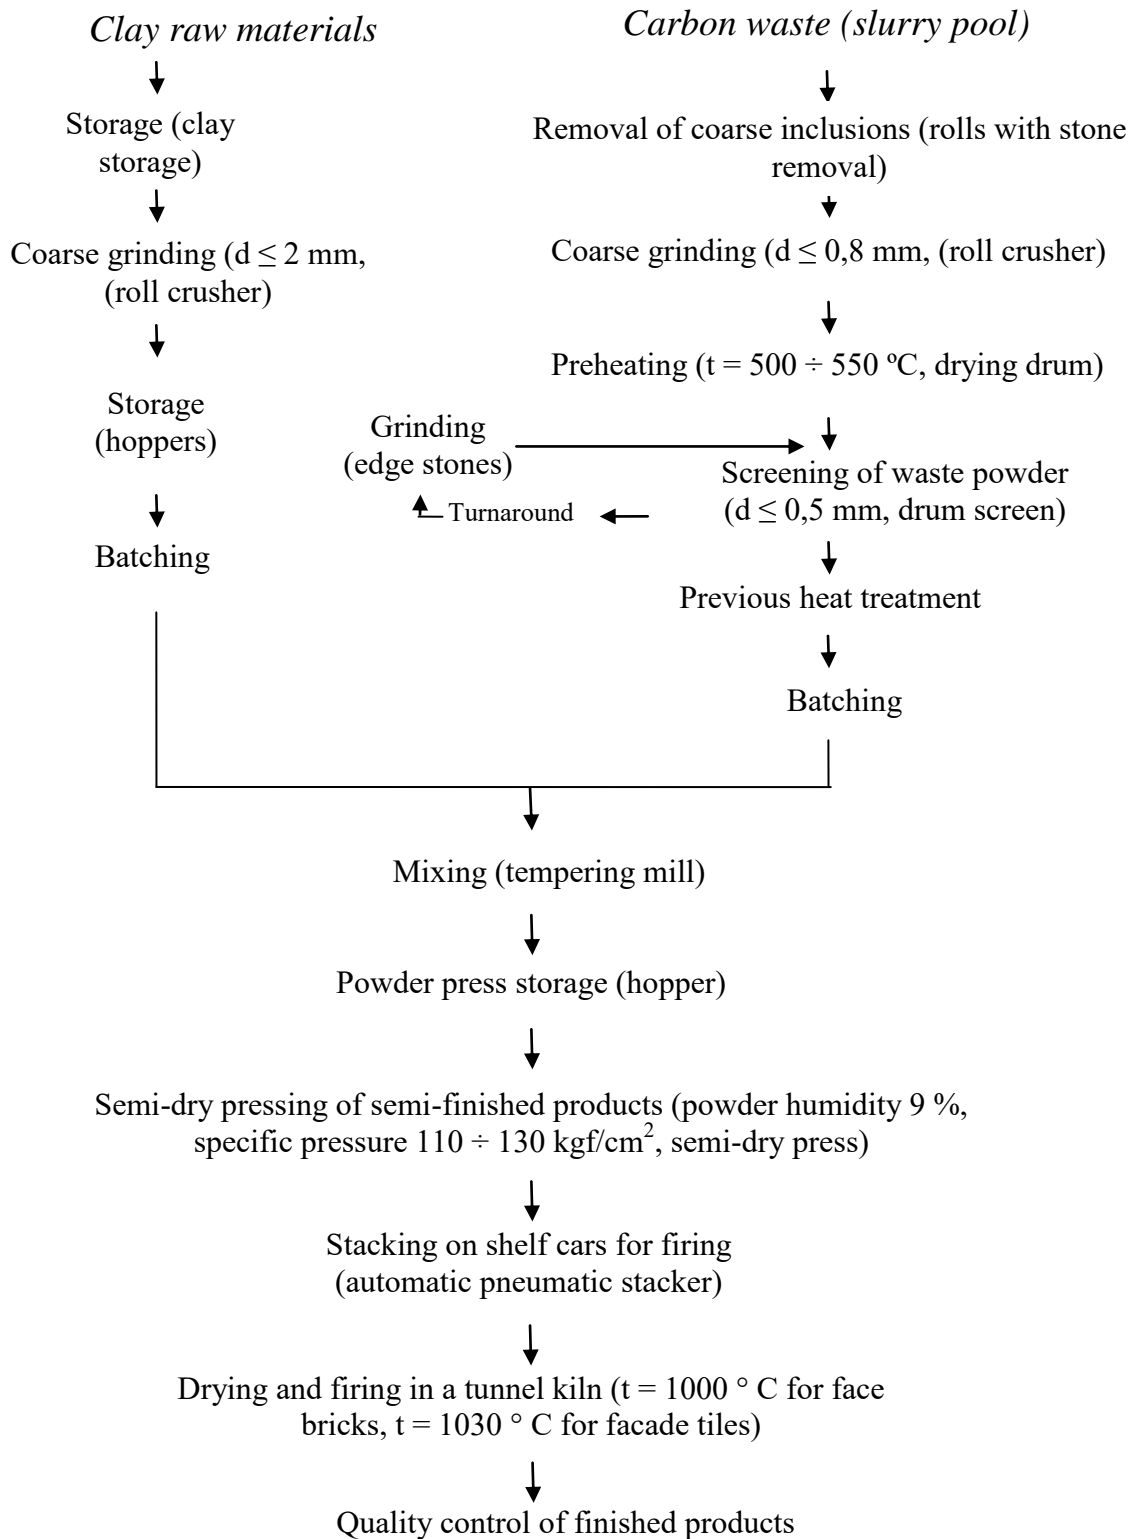 Clay raw materials
Carbon waste (slurry pool)
Storage (clay
storage)
Removal of coarse inclusions (rolls with stone
removal)
Coarse grinding (d ≤ 2 mm,
(roll crusher)
Coarse grinding (d ≤ 0,8 mm, (roll crusher)
Preheating (t = 500 ÷ 550 ºC, drying drum)
Storage
(hoppers)
Grinding
(edge stones)
Screening of waste powder
(d ≤ 0,5 mm, drum screen)
Turnaround
Batching
Previous heat treatment
Batching
Mixing (tempering mill)
Powder press storage (hopper)
Semi-dry pressing of semi-finished products (powder humidity 9 %,
specific pressure 110 ÷ 130 kgf/cm², semi-dry press)
Stacking on shelf cars for firing
(automatic pneumatic stacker)
Drying and firing in a tunnel kiln (t = 1000 ° C for face
bricks, t = 1030 ° C for facade tiles)
Quality control of finished products